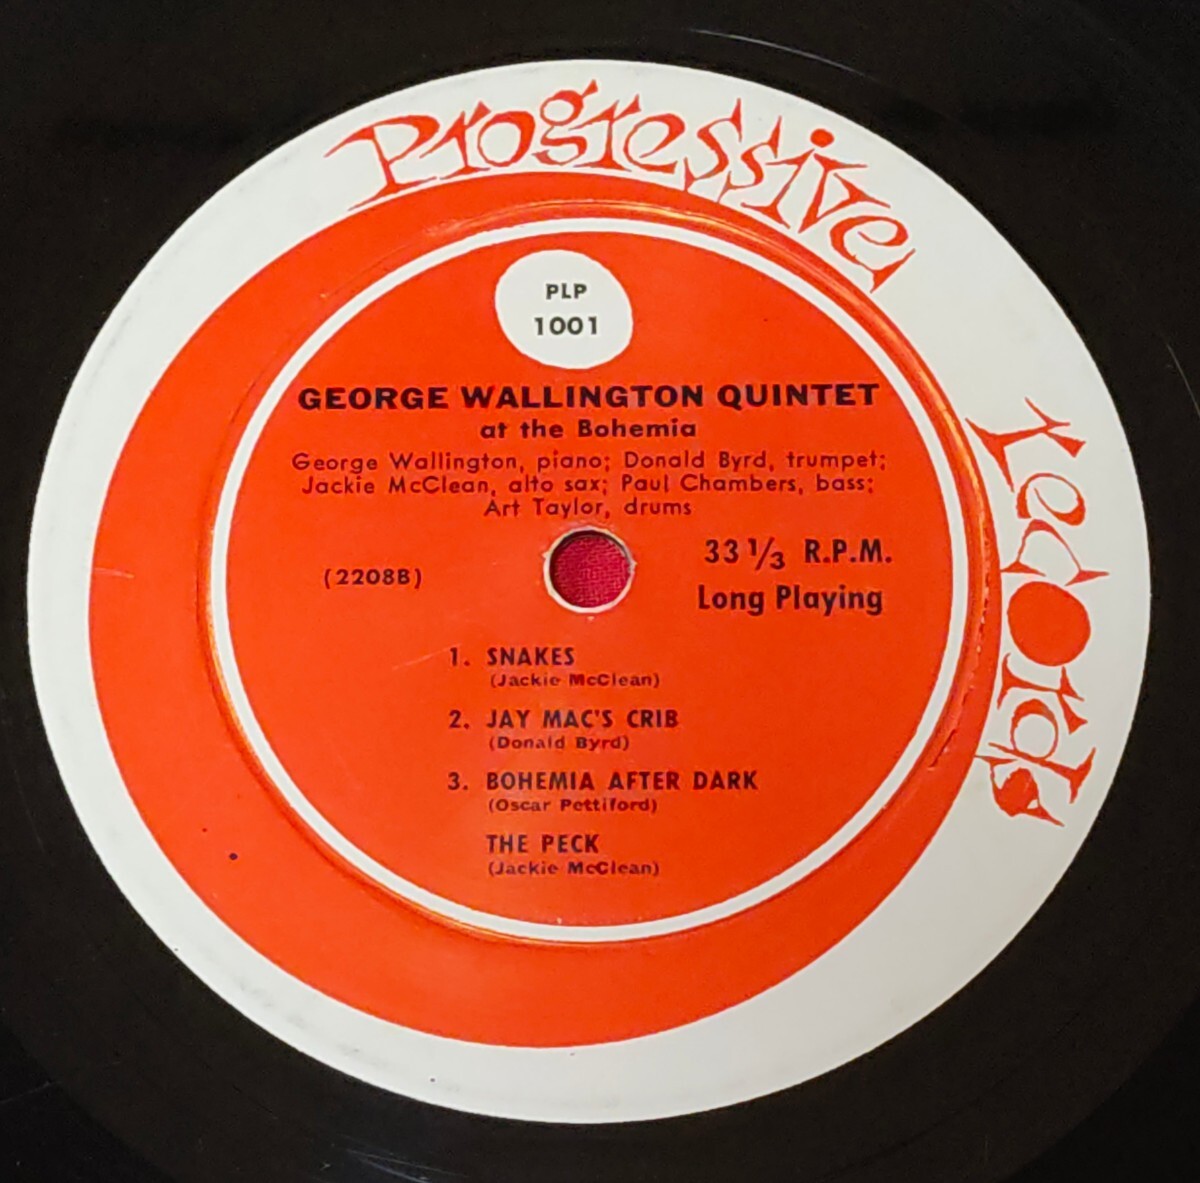 Progressive
records
PLP
1001
GEORGE WALLINGTON QUINTET
at the Bohemia
George Wallington, piano; Donald Byrd, trumpet;
Jackie McClean, alto sax; Paul Chambers, bass;
Art Taylor, drums
(2208B)
33 1/3 R.P.M.
Long Playing
1. SNAKES
(Jackie McClean)
2. JAY MAC'S CRIB
(Donald Byrd)
3. BOHEMIA AFTER DARK
(Oscar Pettiford)
THE PECK
(Jackie McClean)